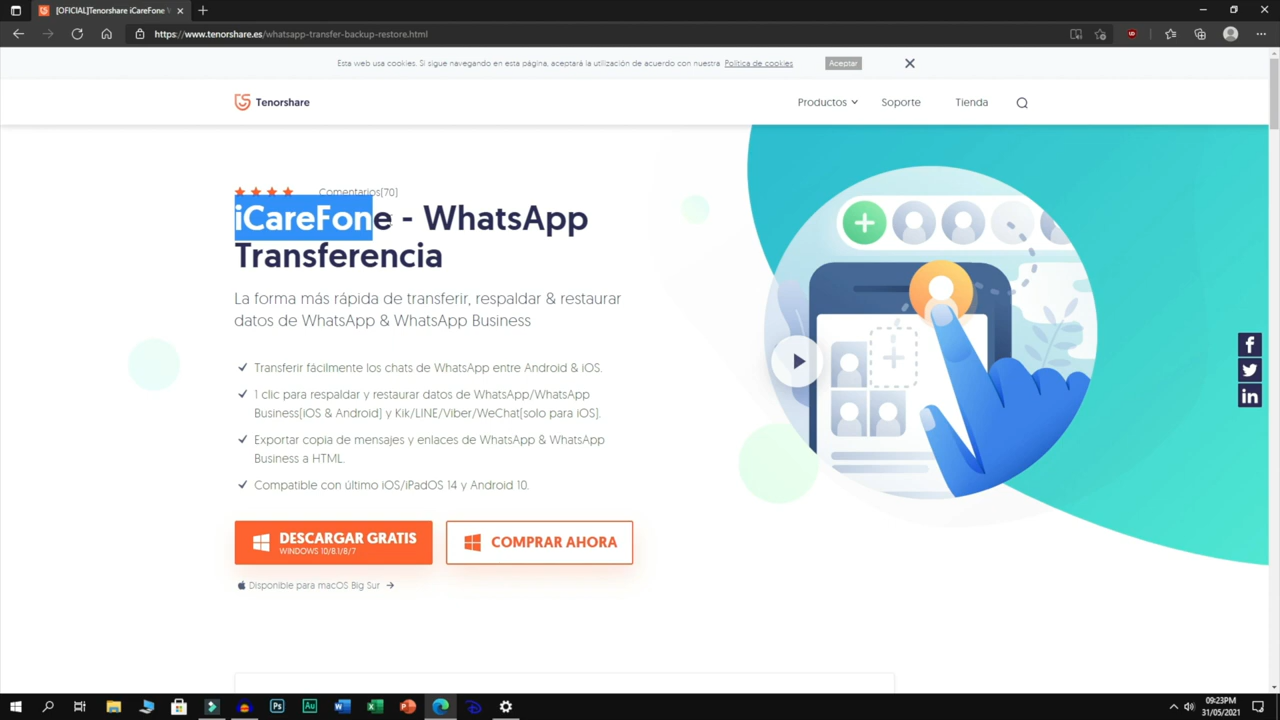 [OFICIAL]Tenorshare iCareFone
https://www.tenorshare.es/whatsapp-transfer-backup-restore.html
Esta web usa cookies. Si sigue navegando en esta página, aceptará la utilización de acuerdo con nuestra Política de cookies
Aceptar
Tenorshare
Productos
Soporte
Tienda
Comentarios[70]
iCareFone - WhatsApp
Transferencia
La forma más rápida de transferir, respaldar & restaurar
datos de WhatsApp & WhatsApp Business
Transferir fácilmente los chats de WhatsApp entre Android & iOS.
1 clic para respaldar y restaurar datos de WhatsApp/WhatsApp
Business[iOS & Android] y Kik/LINE/Viber/WeChat[solo para iOS].
Exportar copia de mensajes y enlaces de WhatsApp & WhatsApp
Business a HTML.
Compatible con último iOS/iPadOS 14 y Android 10.
DESCARGAR GRATIS
WINDOWS 10/8.1/8/7
COMPRAR AHORA
Disponible para macOS Big Sur
Ps
Au
09:23PM
31/05/2021